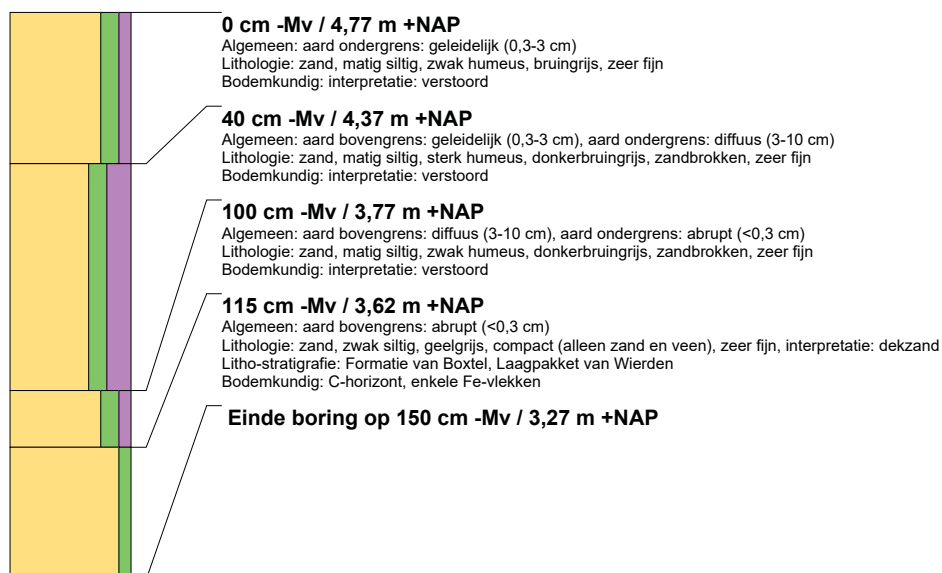 0 cm -Mv / 4,77 m +NAP
Algemeen: aard ondergrens: geleidelijk (0,3-3 cm)
Lithologie: zand, matig siltig, zwak humeus, bruingrijs, zeer fijn
Bodemkundig: interpretatie: verstoord
40 cm -Mv / 4,37 m +NAP
Algemeen: aard bovengrens: geleidelijk (0,3-3 cm), aard ondergrens: diffuus (3-10 cm)
Lithologie: zand, matig siltig, sterk humeus, donkerbruingrijs, zandbrokken, zeer fijn
Bodemkundig: interpretatie: verstoord
100 cm -Mv / 3,77 m +NAP
Algemeen: aard bovengrens: diffuus (3-10 cm), aard ondergrens: abrupt (<0,3 cm)
Lithologie: zand, matig siltig, zwak humeus, donkerbruingrijs, zandbrokken, zeer fijn
Bodemkundig: interpretatie: verstoord
115 cm -Mv / 3,62 m +NAP
Algemeen: aard bovengrens: abrupt (<0,3 cm)
Lithologie: zand, zwak siltig, geelgrijs, compact (alleen zand en veen), zeer fijn, interpretatie: dekzand
Litho-stratigrafie: Formatie van Boxtel, Laagpakket van Wierden
Bodemkundig: C-horizont, enkele Fe-vlekken
Einde boring op 150 cm -Mv / 3,27 m +NAP